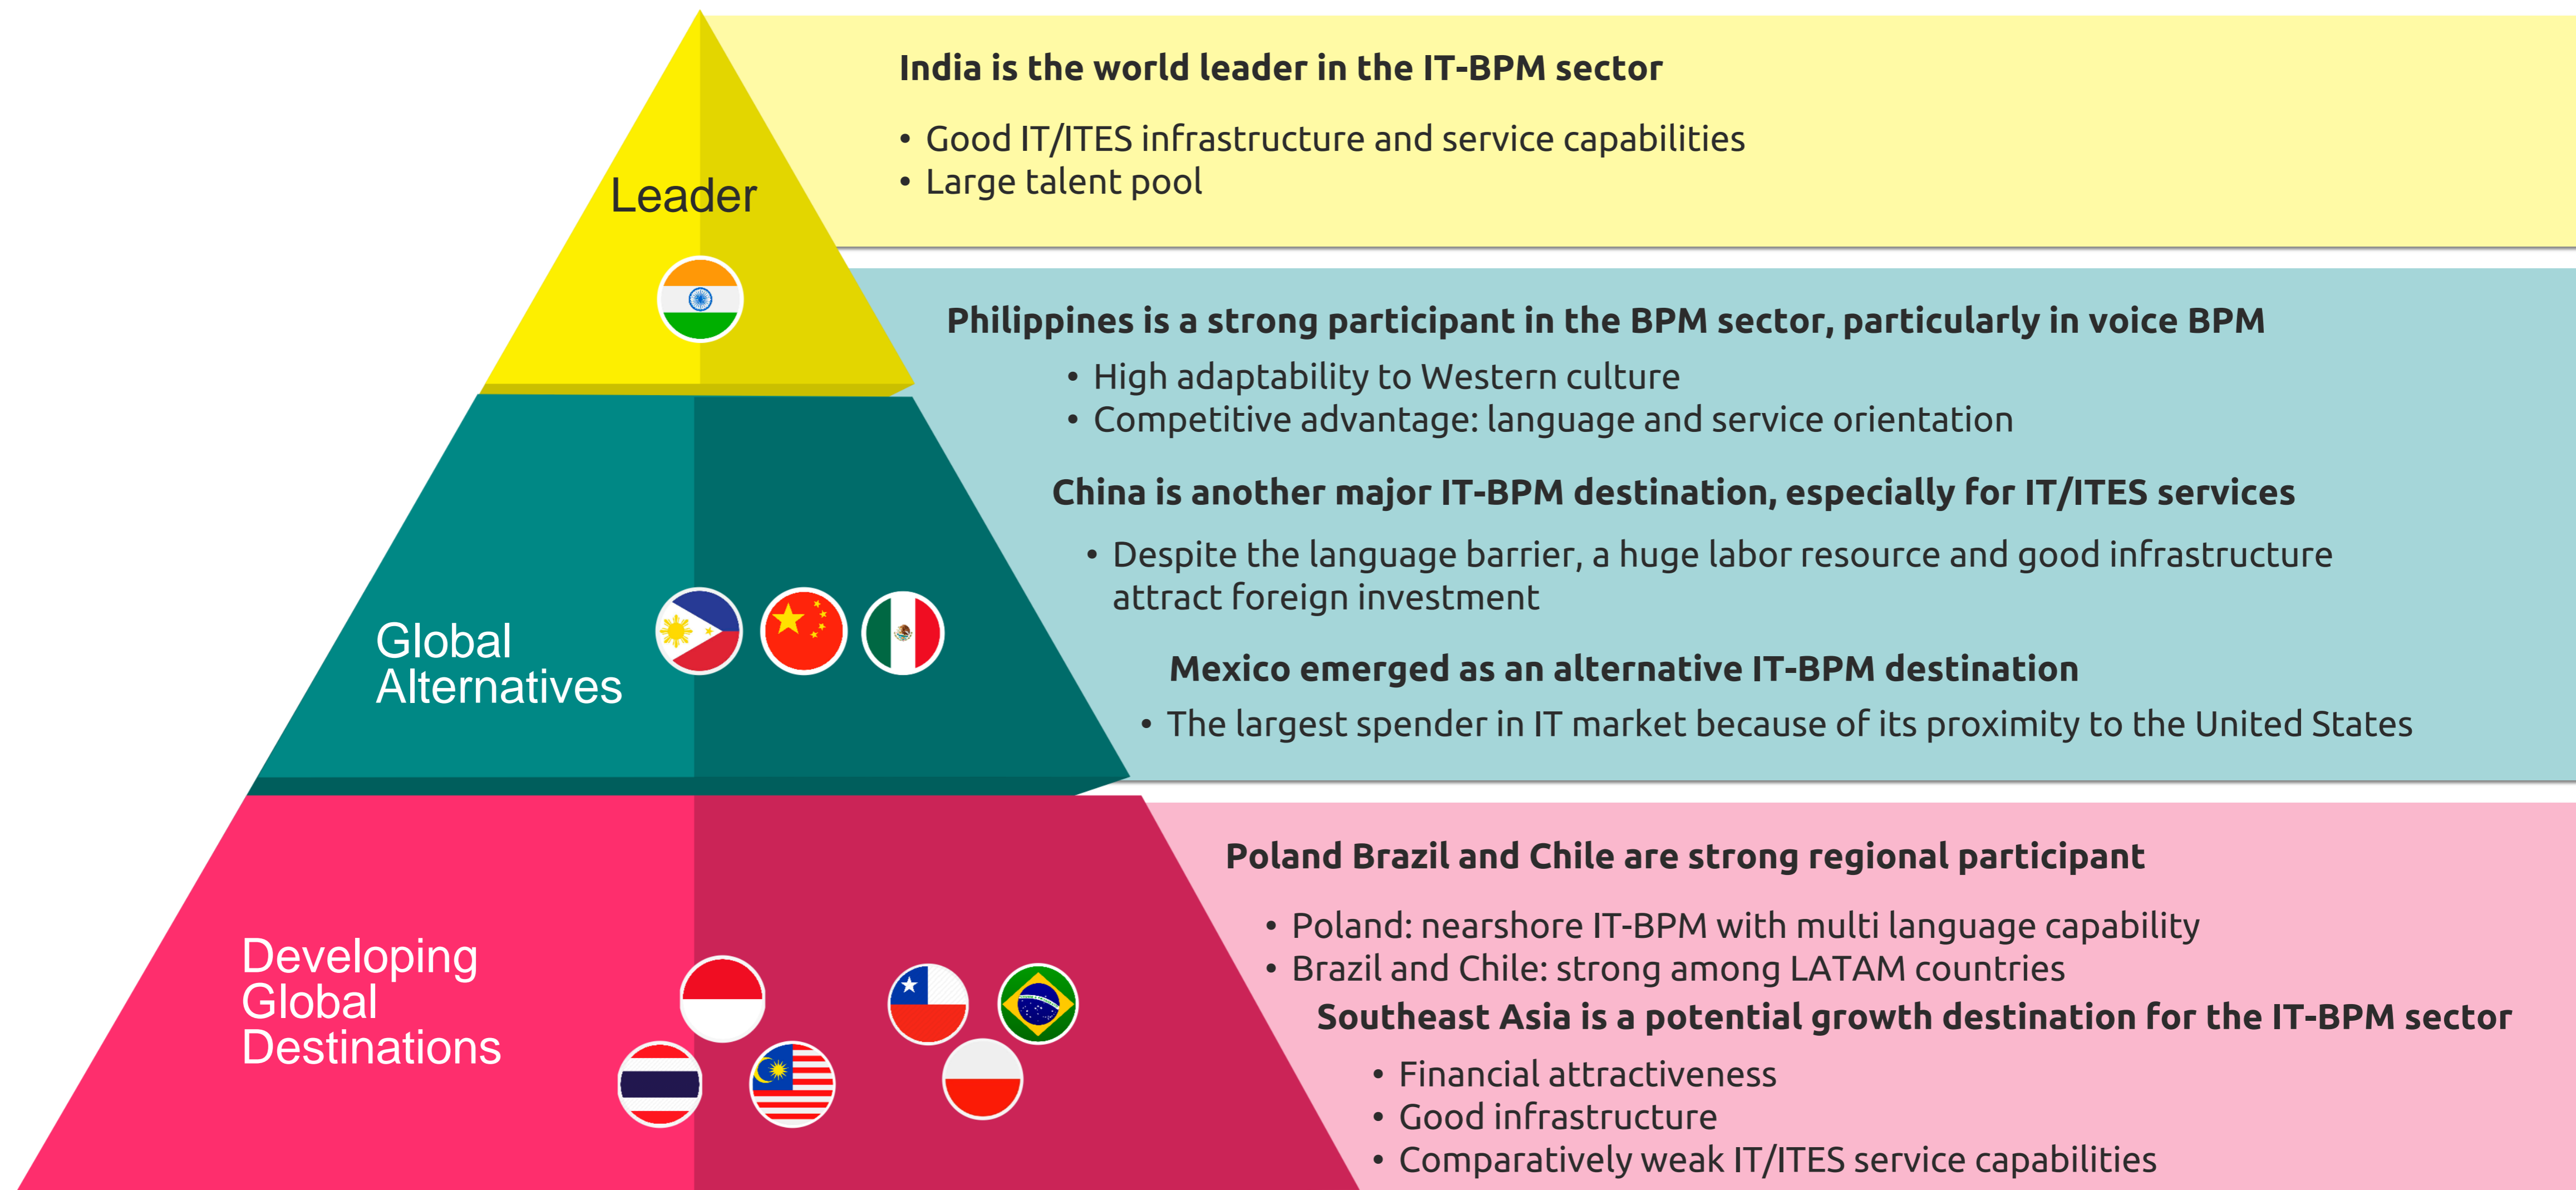 Leader
India is the world leader in the IT-BPM sector
• Good IT/ITES infrastructure and service capabilities
• Large talent pool
Global
Alternatives
Philippines is a strong participant in the BPM sector, particularly in voice BPM
• High adaptability to Western culture
• Competitive advantage: language and service orientation
China is another major IT-BPM destination, especially for IT/ITES services
• Despite the language barrier, a huge labor resource and good infrastructure
attract foreign investment
Mexico emerged as an alternative IT-BPM destination
• The largest spender in IT market because of its proximity to the United States
Developing
Global
Destinations
Poland Brazil and Chile are strong regional participant
• Poland: nearshore IT-BPM with multi language capability
• Brazil and Chile: strong among LATAM countries
Southeast Asia is a potential growth destination for the IT-BPM sector
• Financial attractiveness
• Good infrastructure
• Comparatively weak IT/ITES service capabilities